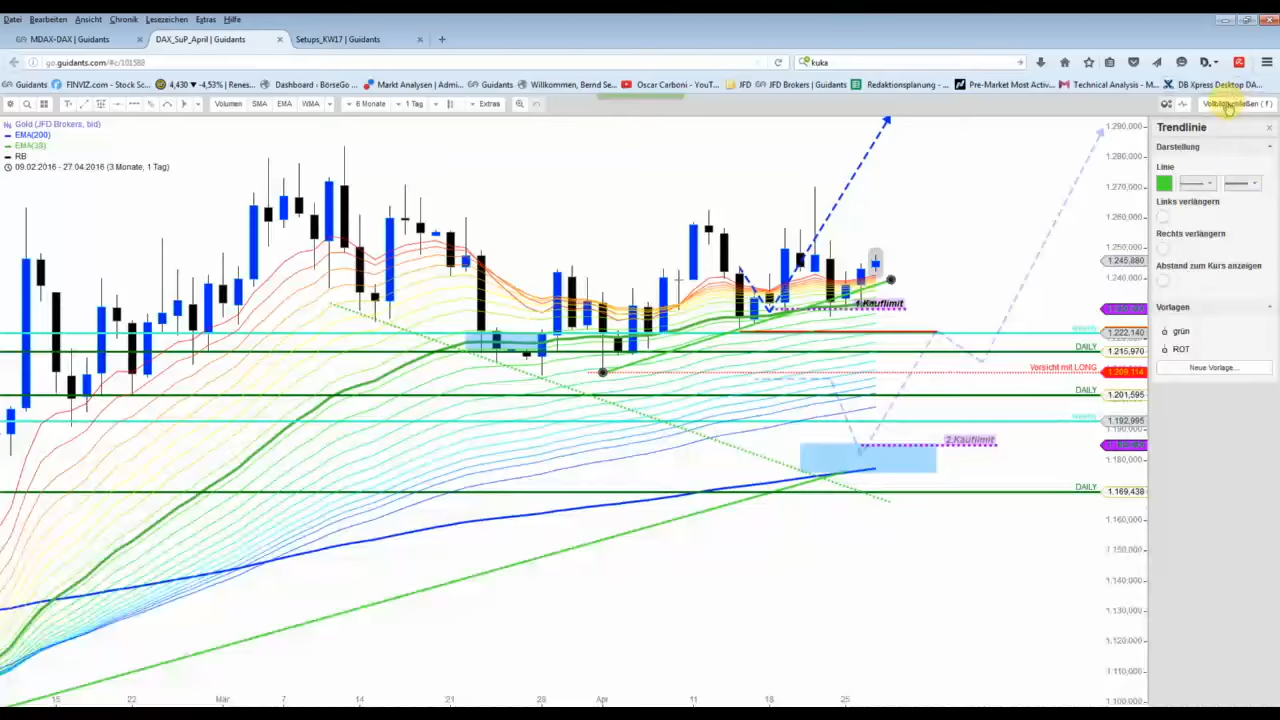 Datei Bearbeiten Ansicht Chronik Lesezeichen Extras Hilfe
MDAX-DAX | Guidants × DAX_SuP_April | Guidants × Setups_KW17 | Guidants × +
go.guidants.com/#c/101588 kuka
Guidants FINVIZ.com - Stock Sc... 4,430 ▾ -4,53% | Renes... Dashboard ‹ BörseGo ... Markt Analysen | Admi... Guidants Willkommen, Bernd Se... Oscar Carboni - YouT... JFD JFD Brokers | Guidants Redaktionsplanung - ... Pre-Market Most Activ... Technical Analysis - M... DB Xpress Desktop DA...
Volumen SMA EMA WMA 6 Monate 1 Tag Extras Vollbild schließen ( f )
Gold (JFD Brokers, bid)
EMA(200)
EMA(38)
RB
09.02.2016 - 27.04.2016 (3 Monate, 1 Tag)
Trendlinie ×
Darstellung
Linie
Links verlängern
Rechts verlängern
Abstand zum Kurs anzeigen
Vorlagen
grün
ROT
Neue Vorlage...
1.290,000
1.280,000
1.270,000
1.260,000
1.250,000
1.245,880
1.240,000
1.Kauflimit
1.222,140
DAILY 1.215,970
Vorsicht mit LONG 1.209,114
DAILY 1.201,595
1.192,995
1.190,000
2.Kauflimit
1.180,000
DAILY 1.169,438
1.160,000
1.150,000
1.140,000
1.130,000
1.120,000
1.110,000
1.100,000
15 22 Mär 7 14 21 28 Apr 11 18 25